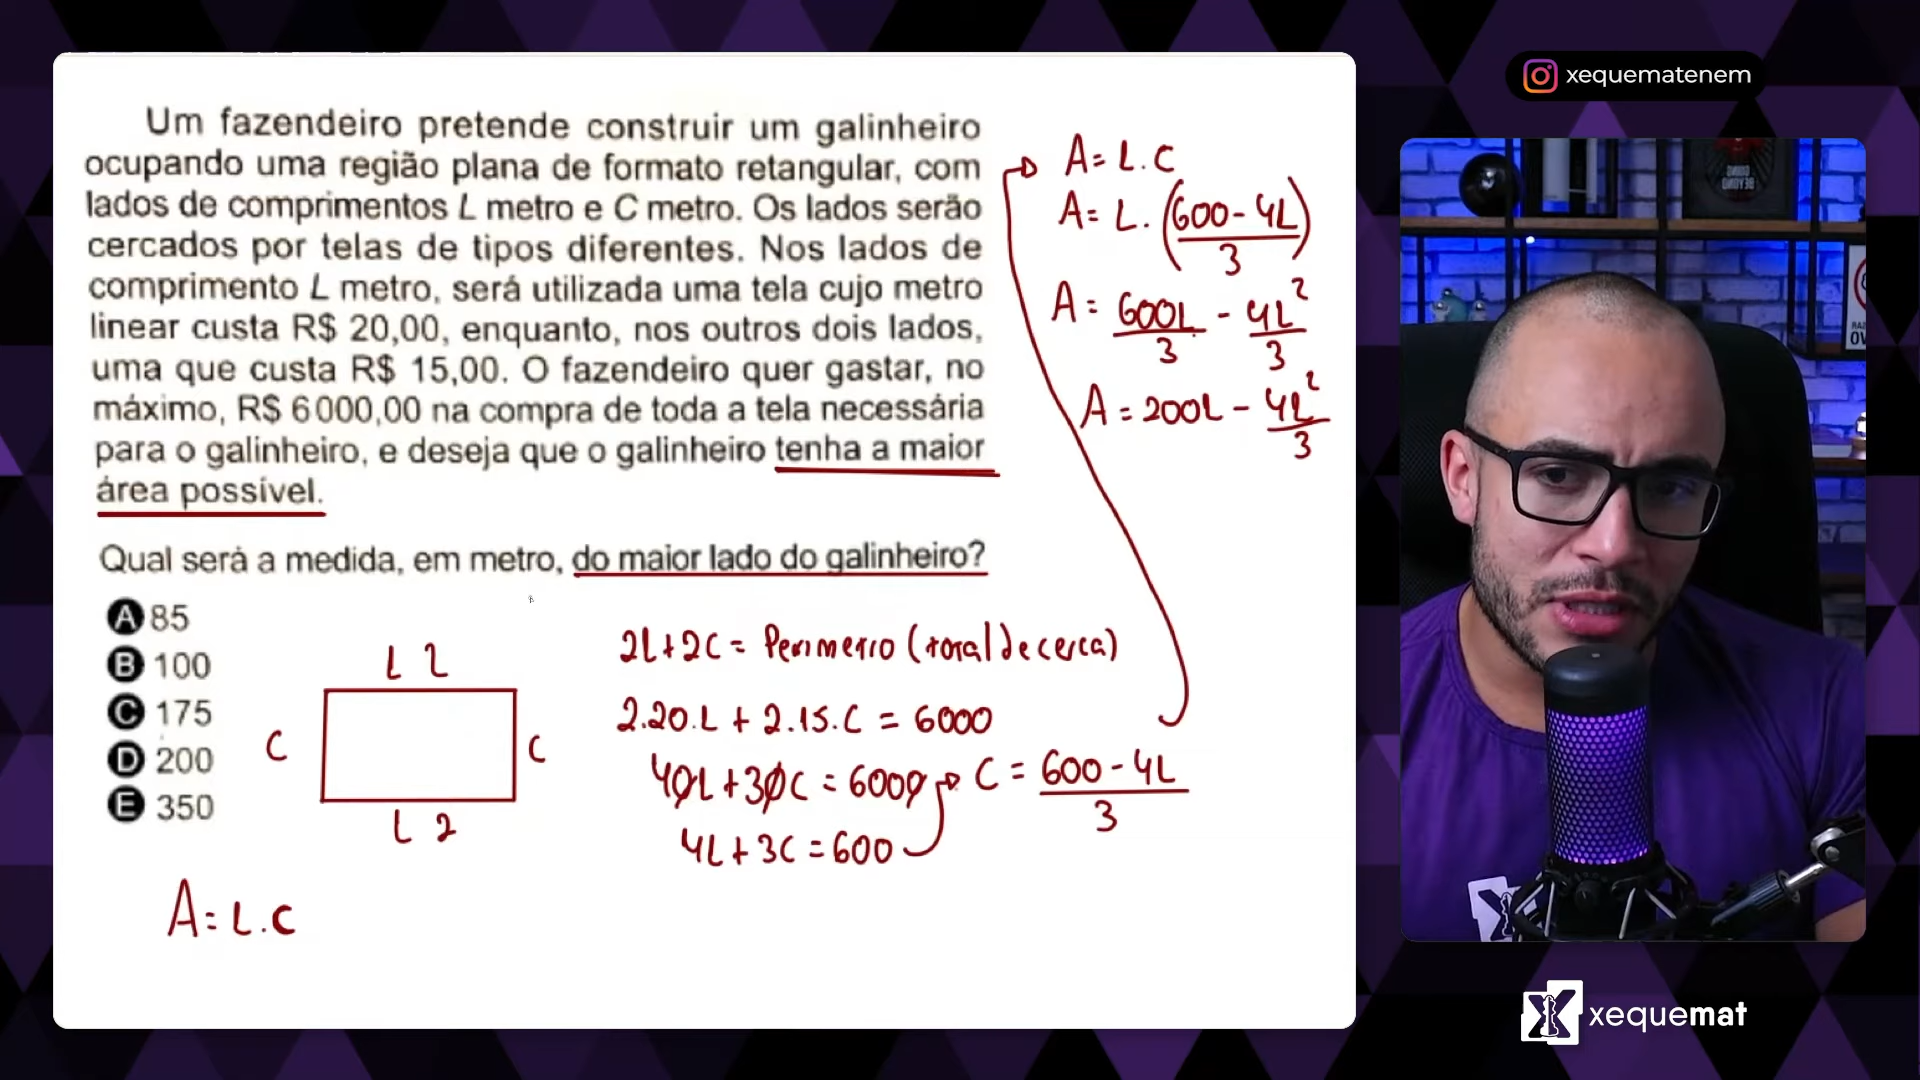 Um fazendeiro pretende construir um galinheiro
ocupando uma região plana de formato retangular, com
lados de comprimentos L metro e C metro. Os lados serão
cercados por telas de tipos diferentes. Nos lados de
comprimento L metro, será utilizada uma tela cujo metro
linear custa R$ 20,00, enquanto, nos outros dois lados,
uma que custa R$ 15,00. O fazendeiro quer gastar, no
máximo, R$ 6 000,00 na compra de toda a tela necessária
para o galinheiro, e deseja que o galinheiro tenha a maior
área possível.
Qual será a medida, em metro, do maior lado do galinheiro?
A 85
B 100
C 175
D 200
E 350
L 2
C
C
L 2
A = L.C
2L+2C = Perimetro (total de cerca)
2.20.L + 2.15.C = 6000
40L + 30C = 6000
4L + 3C = 600
C = 600 - 4L
3
A = L.C
A = L. (600 - 4L)
3
A = 600L - 4L²
3 3
A = 200L - 4L²
3
xequematenem
xequemat